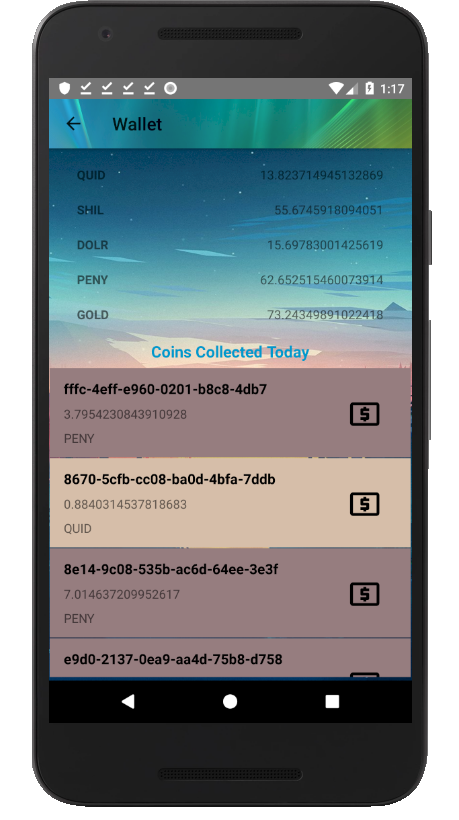 1:17
Wallet
QUID 13.823714945132869
SHIL 55.6745918094051
DOLR 15.69783001425619
PENY 62.652515460073914
GOLD 73.24349891022418
Coins Collected Today
fffc-4eff-e960-0201-b8c8-4db7
3.7954230843910928
PENY
8670-5cfb-cc08-ba0d-4bfa-7ddb
0.8840314537818683
QUID
8e14-9c08-535b-ac6d-64ee-3e3f
7.014637209952617
PENY
e9d0-2137-0ea9-aa4d-75b8-d758